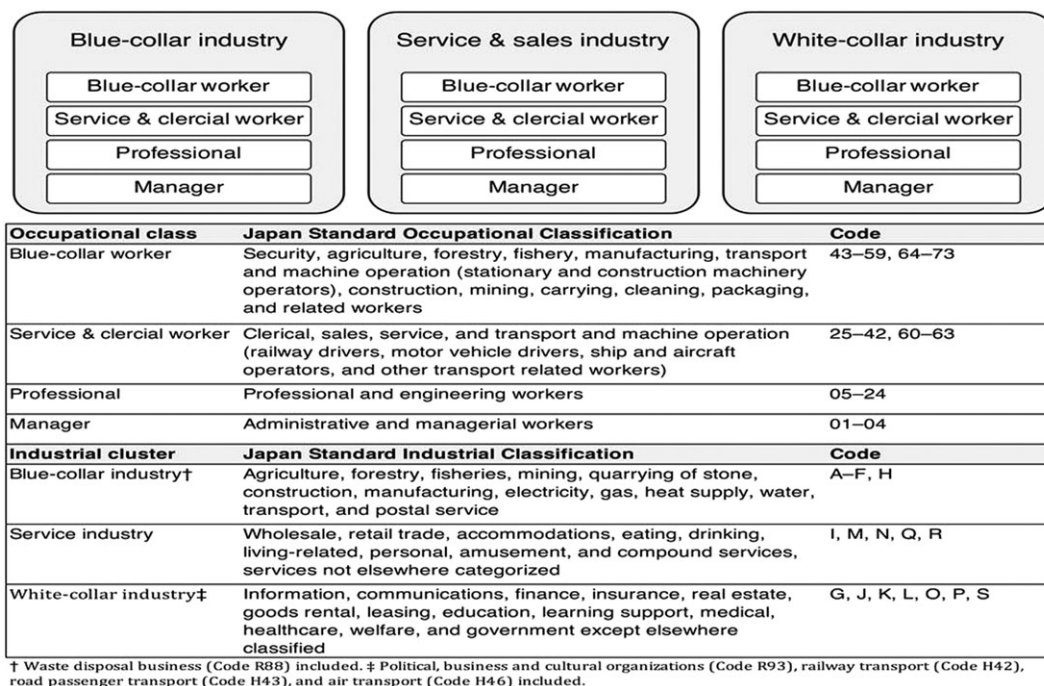 Blue-collar industry
Blue-collar worker
Service & clercial worker
Professional
Manager
Service & sales industry
Blue-collar worker
Service & clercial worker
Professional
Manager
White-collar industry
Blue-collar worker
Service & clercial worker
Professional
Manager
Occupational class Japan Standard Occupational Classification Code
Blue-collar worker Security, agriculture, forestry, fishery, manufacturing, transport 43–59, 64–73
and machine operation (stationary and construction machinery
operators), construction, mining, carrying, cleaning, packaging,
and related workers
Service & clercial worker Clerical, sales, service, and transport and machine operation 25–42, 60–63
(railway drivers, motor vehicle drivers, ship and aircraft
operators, and other transport related workers)
Professional Professional and engineering workers 05–24
Manager Administrative and managerial workers 01–04
Industrial cluster Japan Standard Industrial Classification Code
Blue-collar industry† Agriculture, forestry, fisheries, mining, quarrying of stone, A–F, H
construction, manufacturing, electricity, gas, heat supply, water,
transport, and postal service
Service industry Wholesale, retail trade, accommodations, eating, drinking, I, M, N, Q, R
living-related, personal, amusement, and compound services,
services not elsewhere categorized
White-collar industry‡ Information, communications, finance, insurance, real estate, G, J, K, L, O, P, S
goods rental, leasing, education, learning support, medical,
healthcare, welfare, and government except elsewhere
classified
† Waste disposal business (Code R88) included. ‡ Political, business and cultural organizations (Code R93), railway transport (Code H42),
road passenger transport (Code H43), and air transport (Code H46) included.